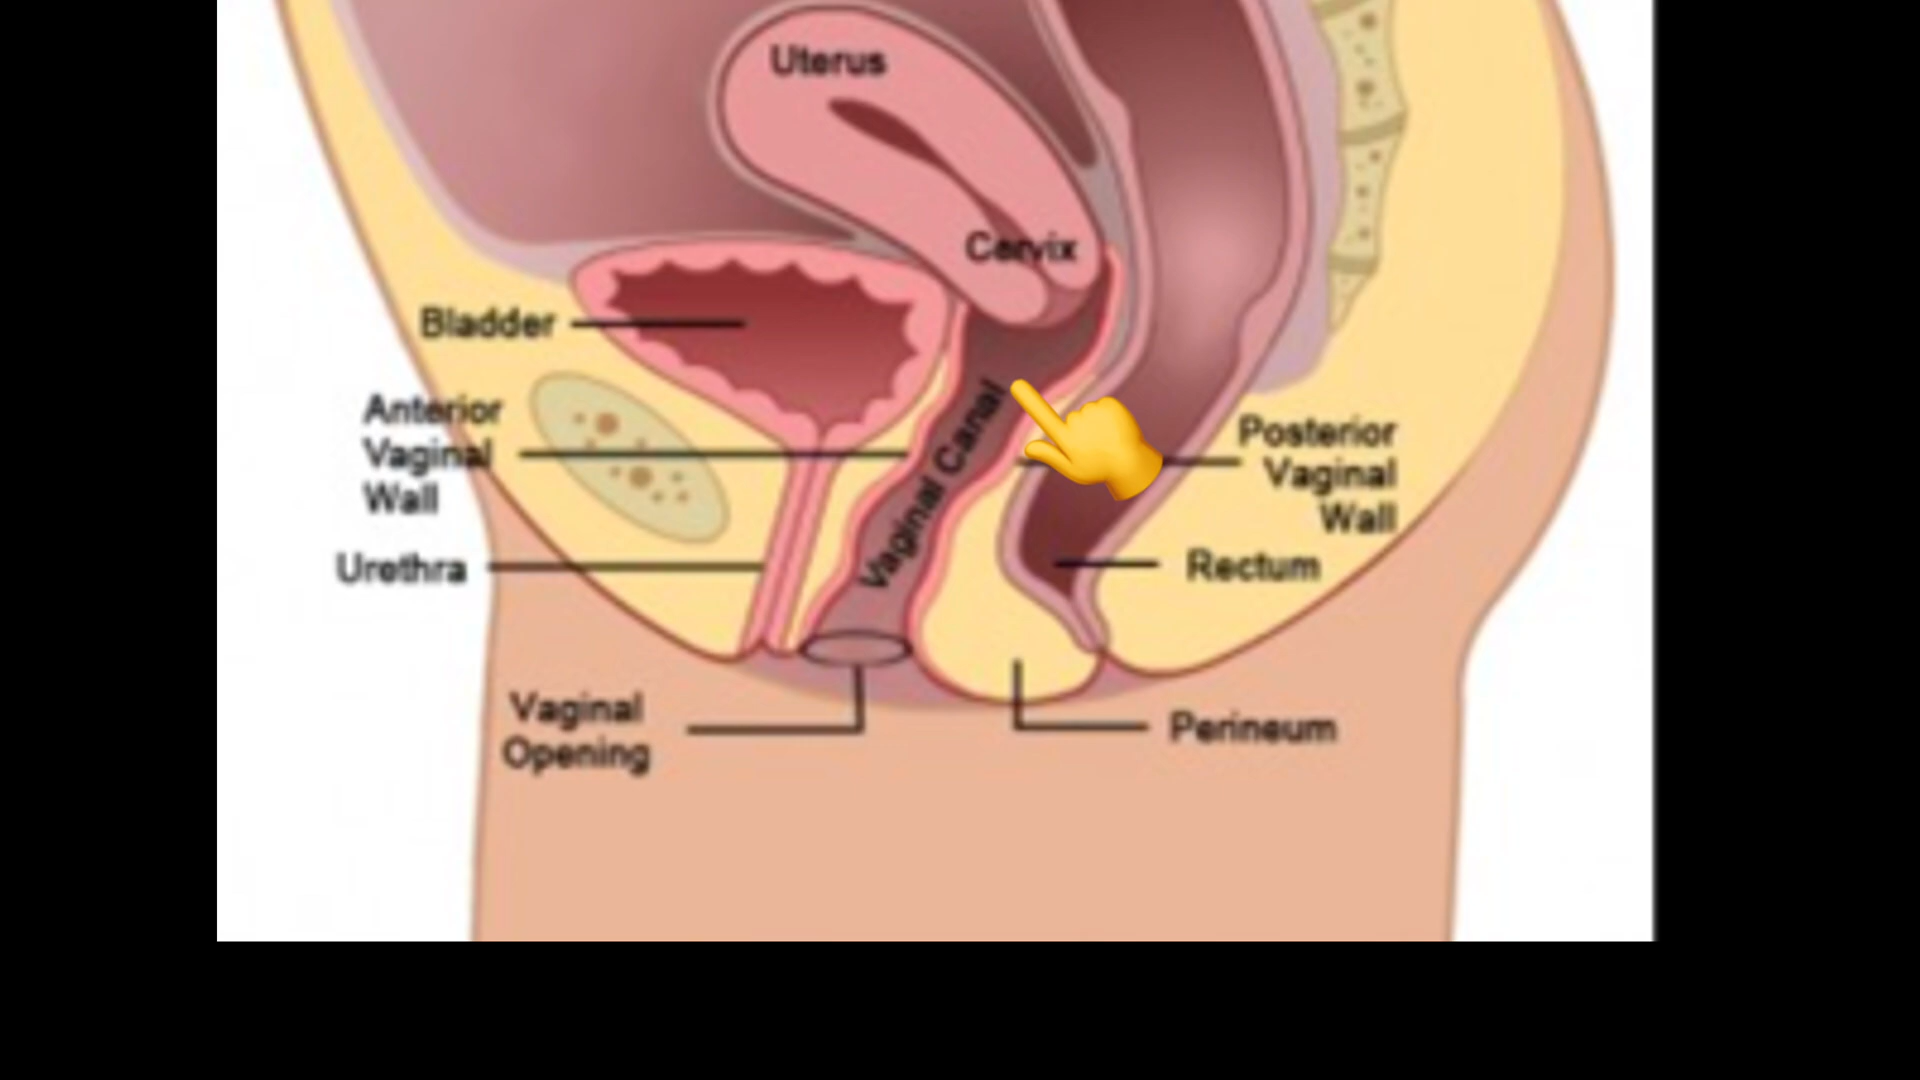 Uterus
Cervix
Bladder
Anterior
Vaginal
Wall
Vaginal Canal
Posterior
Vaginal
Wall
Urethra
Rectum
Vaginal
Opening
Perineum